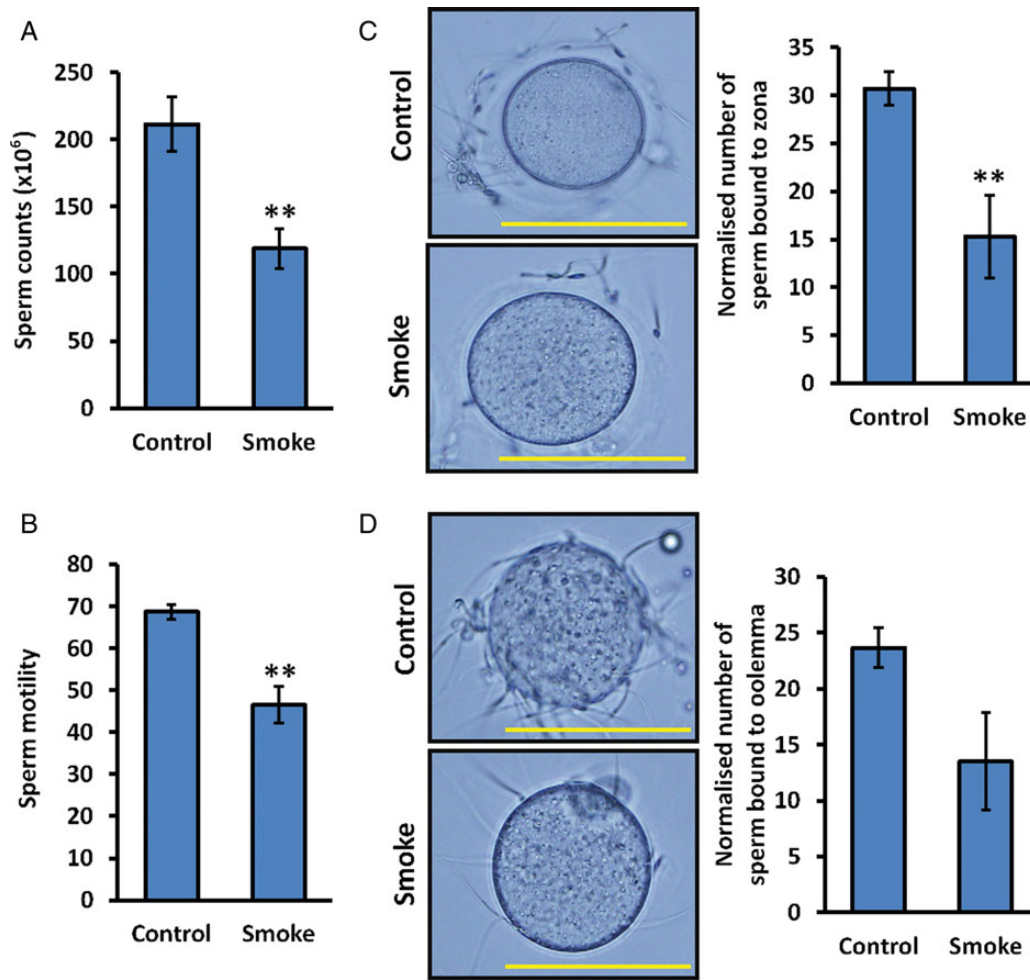 A
Sperm counts (x10⁶)
250
200
150
100
50
0
**
Control Smoke
B
Sperm motility
80
70
60
50
40
30
20
10
0
**
Control Smoke
C
Control
Smoke
Normalised number of
sperm bound to zona
35
30
25
20
15
10
5
0
**
Control Smoke
D
Control
Smoke
Normalised number of
sperm bound to oolemma
30
25
20
15
10
5
0
Control Smoke